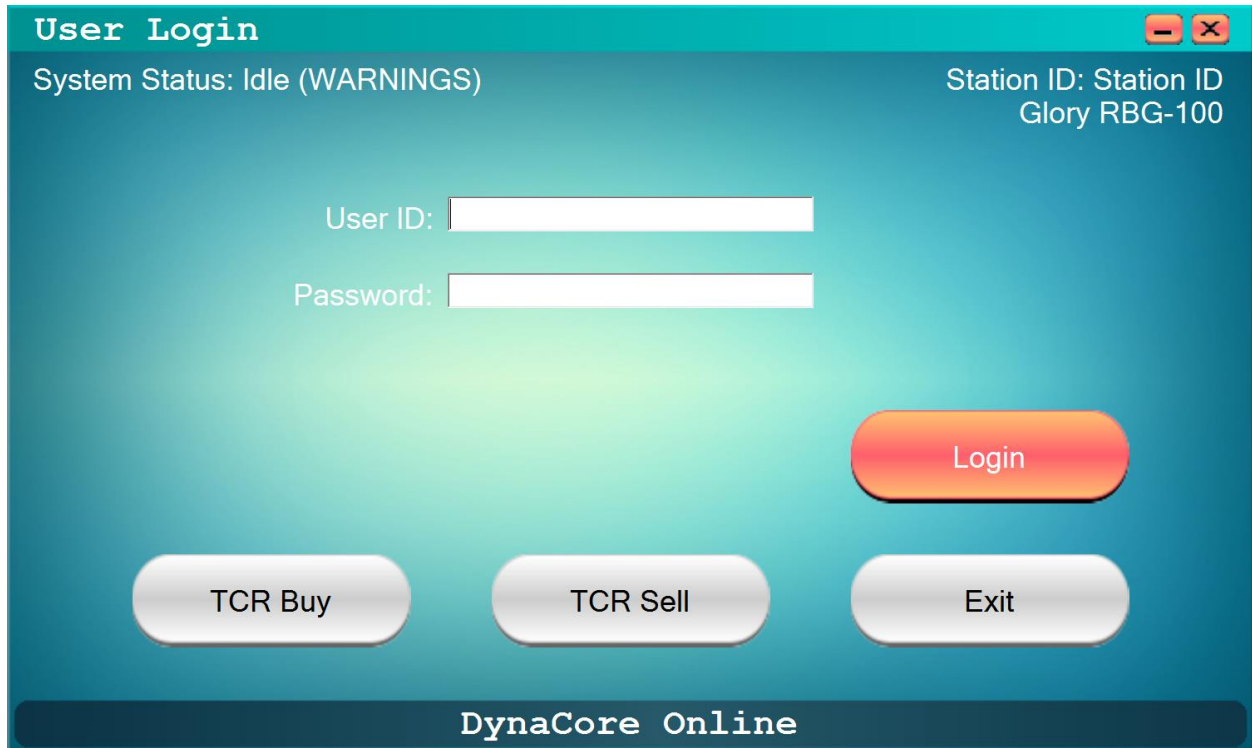 User Login
System Status: Idle (WARNINGS)
Station ID: Station ID
Glory RBG-100
User ID:
Password:
Login
TCR Buy
TCR Sell
Exit
DynaCore Online